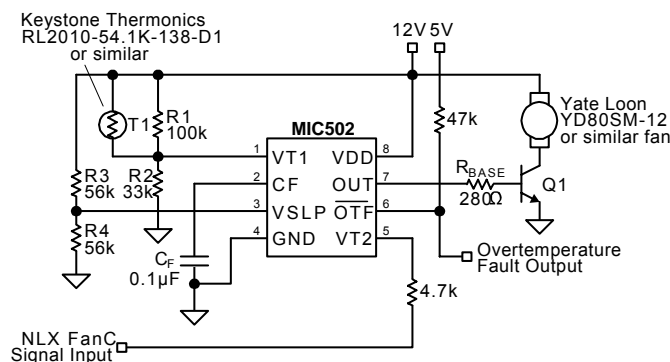 Keystone Thermonics
RL2010-54.1K-138-D1
or similar
12V 5V
T1
R1
100k
47k
Yate Loon
YD80SM-12
or similar fan
MIC502
R3
56k
R2
33k
1 VT1 VDD 8
2 CF OUT 7
3 VSLP OTF 6
4 GND VT2 5
RBASE
280Ω
Q1
R4
56k
CF
0.1µF
Overtemperature
Fault Output
4.7k
NLX FanC
Signal Input